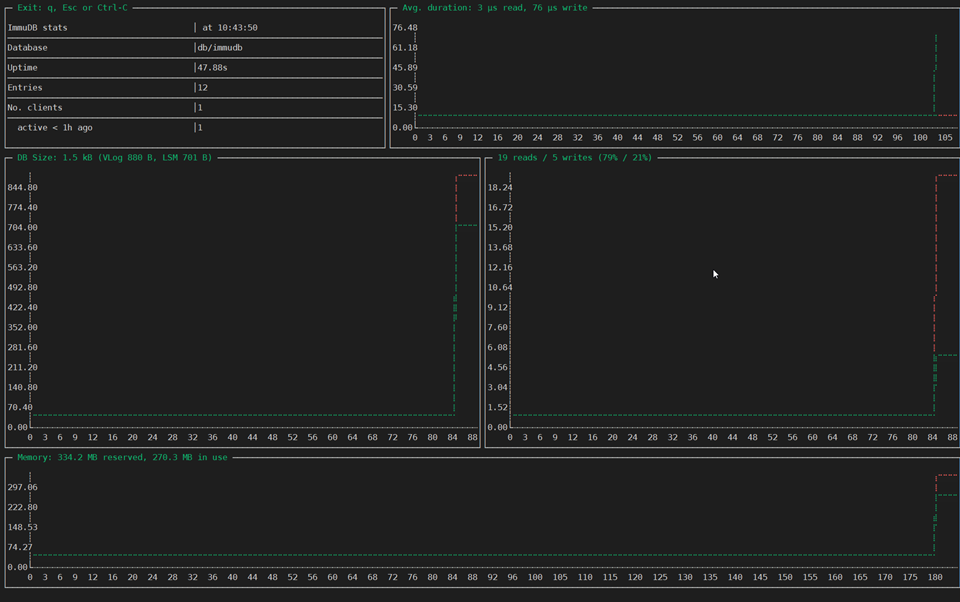 Exit: q, Esc or Ctrl-C
ImmuDB stats at 10:43:50
Database db/immudb
Uptime 47.88s
Entries 12
No. clients 1
active < 1h ago 1
Avg. duration: 3 µs read, 76 µs write
76.48
61.18
45.89
30.59
15.30
0.00
0 3 6 9 12 16 20 24 28 32 36 40 44 48 52 56 60 64 68 72 76 80 84 88 92 96 100 105
DB Size: 1.5 kB (VLog 880 B, LSM 701 B)
844.80
774.40
704.00
633.60
563.20
492.80
422.40
352.00
281.60
211.20
140.80
70.40
0.00
0 3 6 9 12 16 20 24 28 32 36 40 44 48 52 56 60 64 68 72 76 80 84 88
19 reads / 5 writes (79% / 21%)
18.24
16.72
15.20
13.68
12.16
10.64
9.12
7.60
6.08
4.56
3.04
1.52
0.00
0 3 6 9 12 16 20 24 28 32 36 40 44 48 52 56 60 64 68 72 76 80 84 88
Memory: 334.2 MB reserved, 270.3 MB in use
297.06
222.80
148.53
74.27
0.00
0 3 6 9 12 16 20 24 28 32 36 40 44 48 52 56 60 64 68 72 76 80 84 88 92 96 100 105 110 115 120 125 130 135 140 145 150 155 160 165 170 175 180